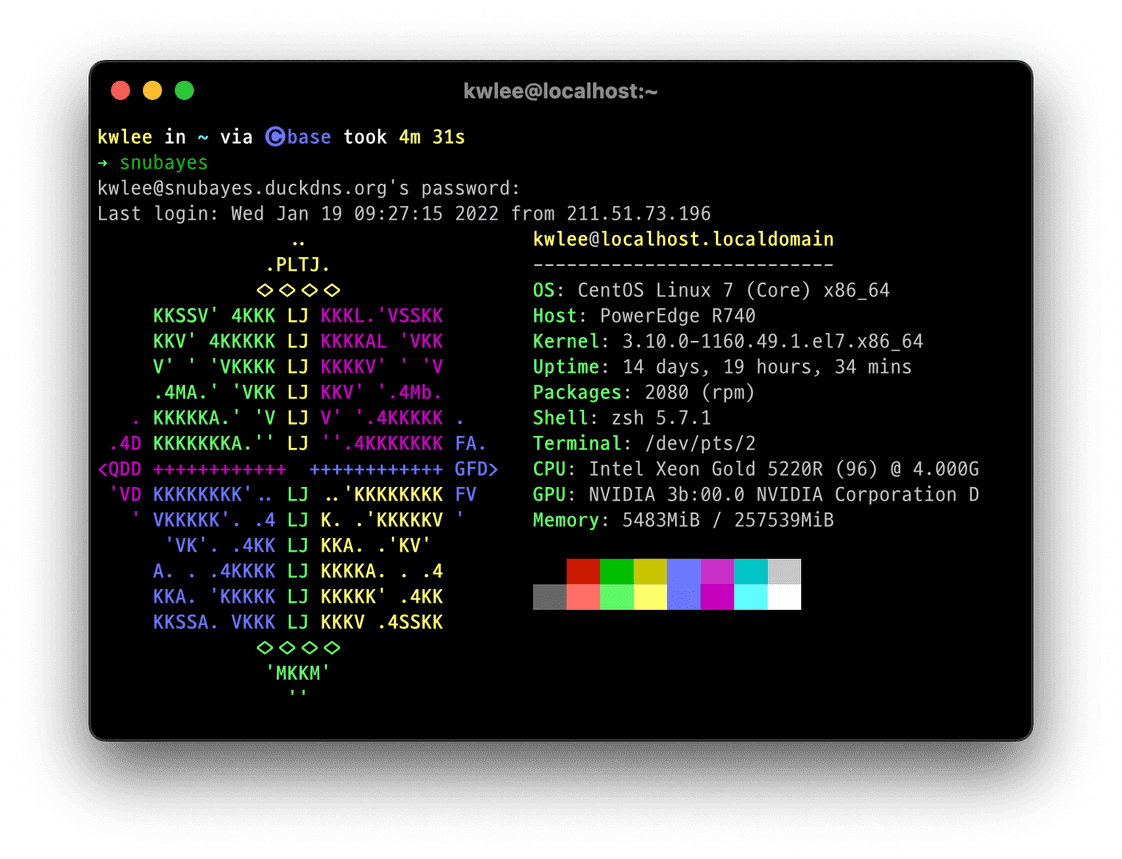 kwlee@localhost:~
kwlee in ~ via Ⓒ base took 4m 31s
➜ snubayes
kwlee@snubayes.duckdns.org's password:
Last login: Wed Jan 19 09:27:15 2022 from 211.51.73.196
                 ..                    kwlee@localhost.localdomain
               .PLTJ.                  ---------------------------
              <><><><>                 OS: CentOS Linux 7 (Core) x86_64
     KKSSV' 4KKK LJ KKKL.'VSSKK        Host: PowerEdge R740
     KKV' 4KKKKK LJ KKKKAL 'VKK        Kernel: 3.10.0-1160.49.1.el7.x86_64
     V' ' 'VKKKK LJ KKKKV' ' 'V        Uptime: 14 days, 19 hours, 34 mins
     .4MA.' 'VKK LJ KKV' '.4Mb.        Packages: 2080 (rpm)
   . KKKKKA.' 'V LJ V' '.4KKKKK .      Shell: zsh 5.7.1
 .4D KKKKKKKA.'' LJ ''.4KKKKKKK FA.    Terminal: /dev/pts/2
<QDD ++++++++++++  ++++++++++++ GFD>   CPU: Intel Xeon Gold 5220R (96) @ 4.000G
 'VD KKKKKKKK'.. LJ ..'KKKKKKKK FV     GPU: NVIDIA 3b:00.0 NVIDIA Corporation D
   ' VKKKKK'. .4 LJ K. .'KKKKKV '      Memory: 5483MiB / 257539MiB
      'VK'. .4KK LJ KKA. .'KV'
     A. . .4KKKK LJ KKKKA. . .4
     KKA. 'KKKKK LJ KKKKK' .4KK
     KKSSA. VKKK LJ KKKV .4SSKK
              <><><><>
               'MKKM'
                 ''